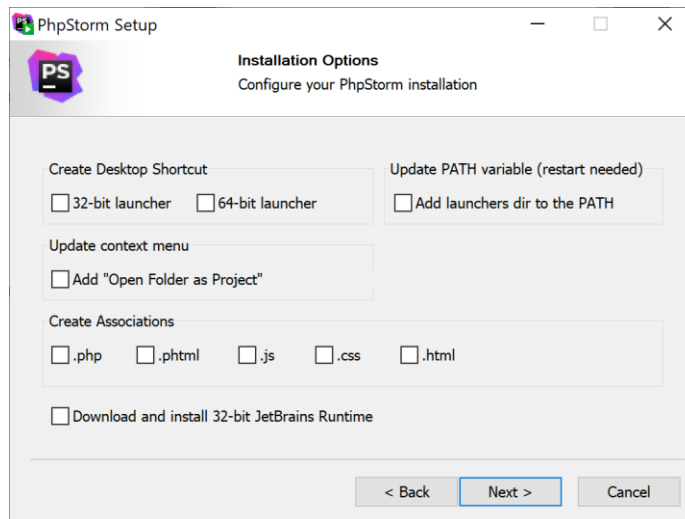 PhpStorm Setup
PS
Installation Options
Configure your PhpStorm installation
Create Desktop Shortcut
32-bit launcher 64-bit launcher
Update PATH variable (restart needed)
Add launchers dir to the PATH
Update context menu
Add "Open Folder as Project"
Create Associations
.php .phtml .js .css .html
Download and install 32-bit JetBrains Runtime
< Back Next > Cancel